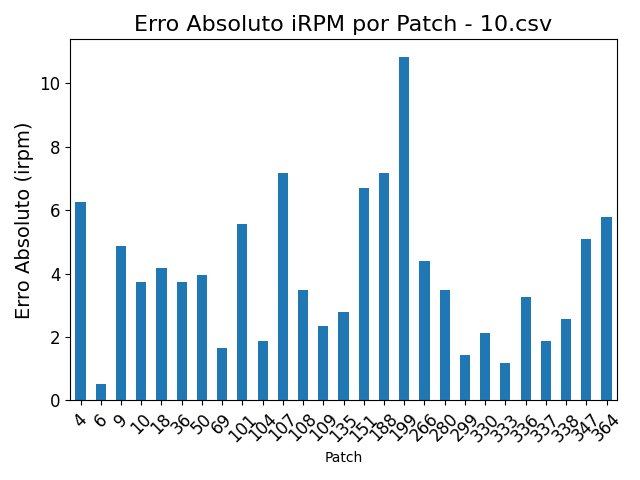 Erro Absoluto iRPM por Patch - 10.csv
Erro Absoluto (irpm)
10
8
6
4
2
0
4 6 9 10 18 36 50 69 101 104 107 108 109 135 151 188 199 266 280 299 330 333 336 337 338 347 364
Patch